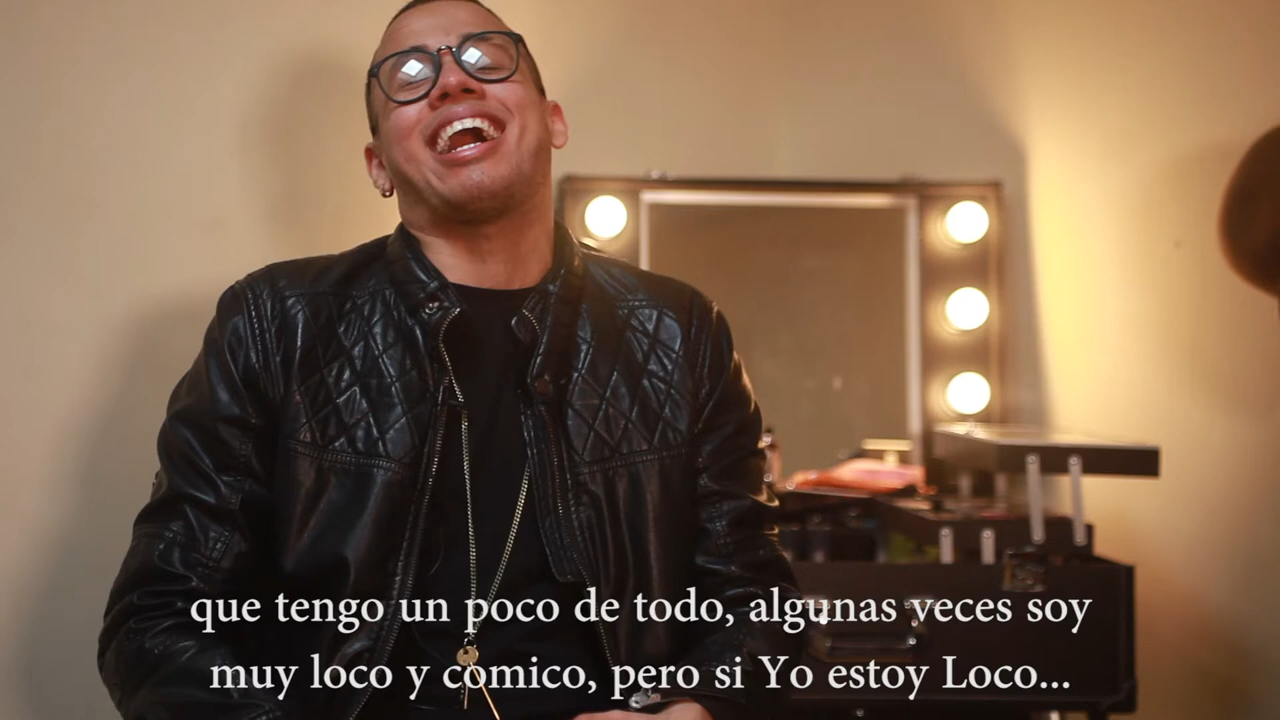 que tengo un poco de todo, algunas veces soy
muy loco y comico, pero si Yo estoy Loco...